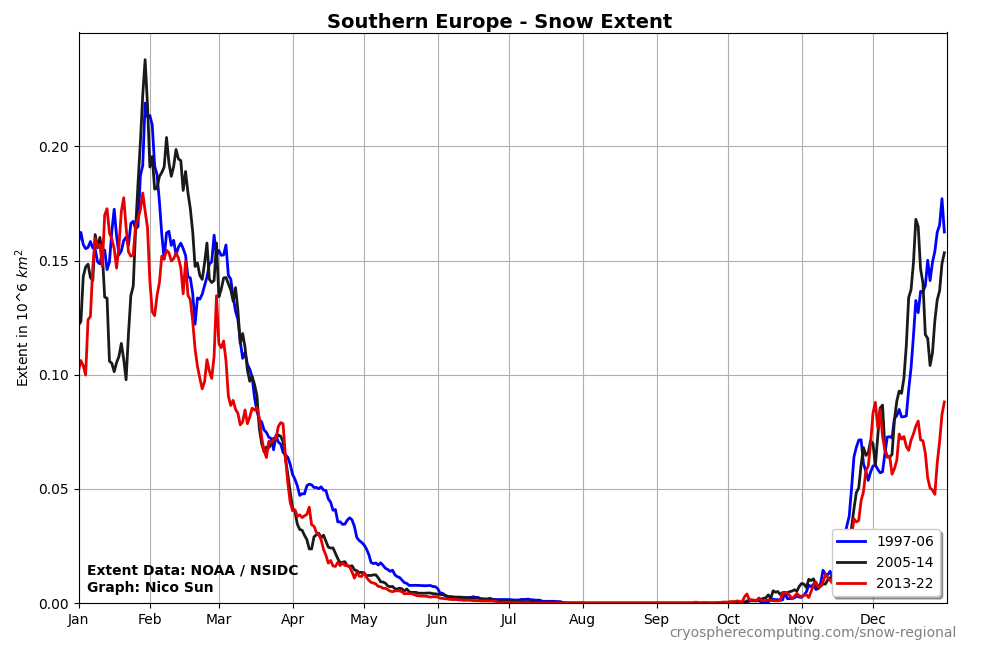 Southern Europe - Snow Extent
Extent in 10^6 km²
0.20
0.15
0.10
0.05
0.00
Extent Data: NOAA / NSIDC
Graph: Nico Sun
1997-06
2005-14
2013-22
Jan Feb Mar Apr May Jun Jul Aug Sep Oct Nov Dec
cryospherecomputing.com/snow-regional